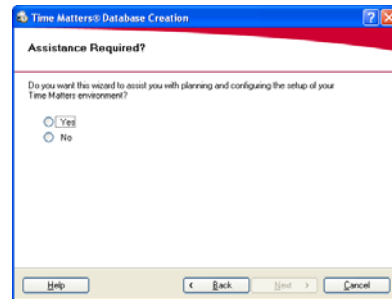 Time Matters® Database Creation
Assistance Required?
Do you want this wizard to assist you with planning and configuring the setup of your
Time Matters environment?
Yes
No
Help
< Back
Next >
Cancel